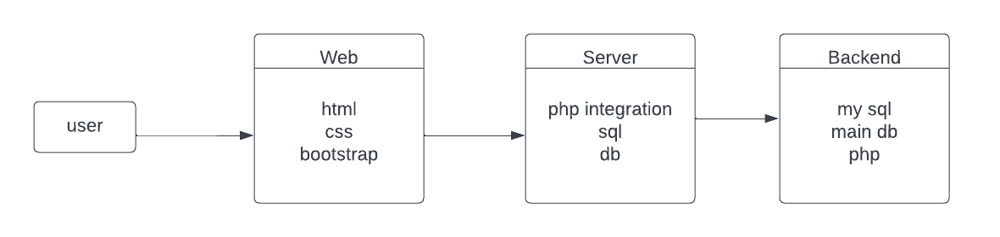 user
Web
html
css
bootstrap
Server
php integration
sql
db
Backend
my sql
main db
php